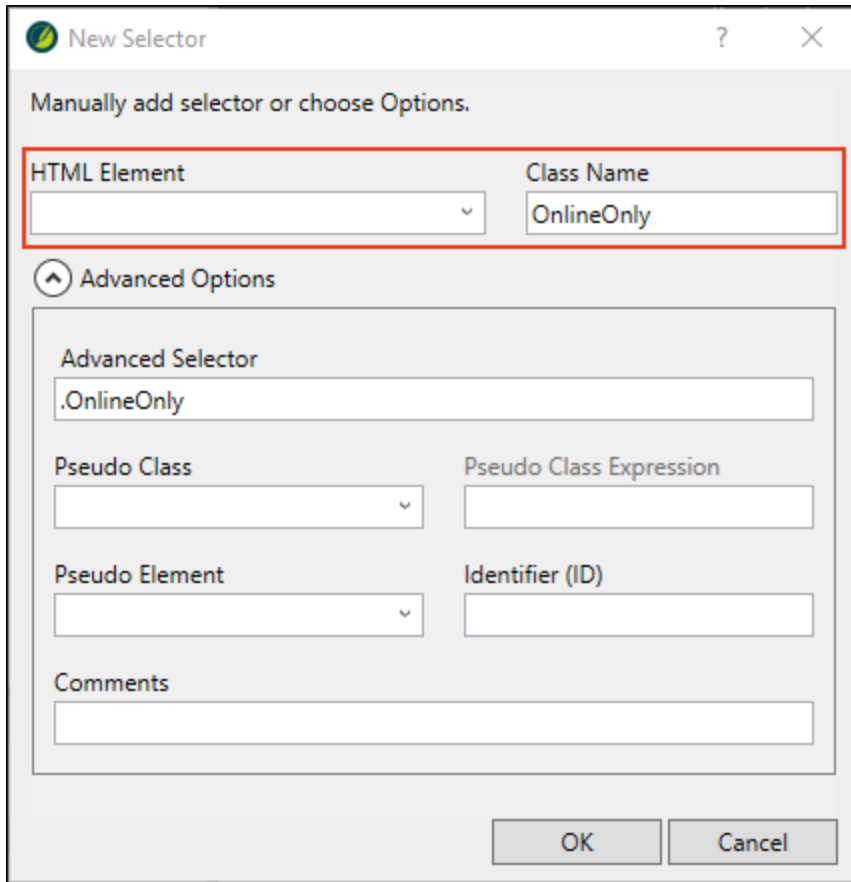 New Selector
?
Manually add selector or choose Options.
HTML Element Class Name
OnlineOnly
Advanced Options
Advanced Selector
.OnlineOnly
Pseudo Class Pseudo Class Expression
Pseudo Element Identifier (ID)
Comments
OK Cancel